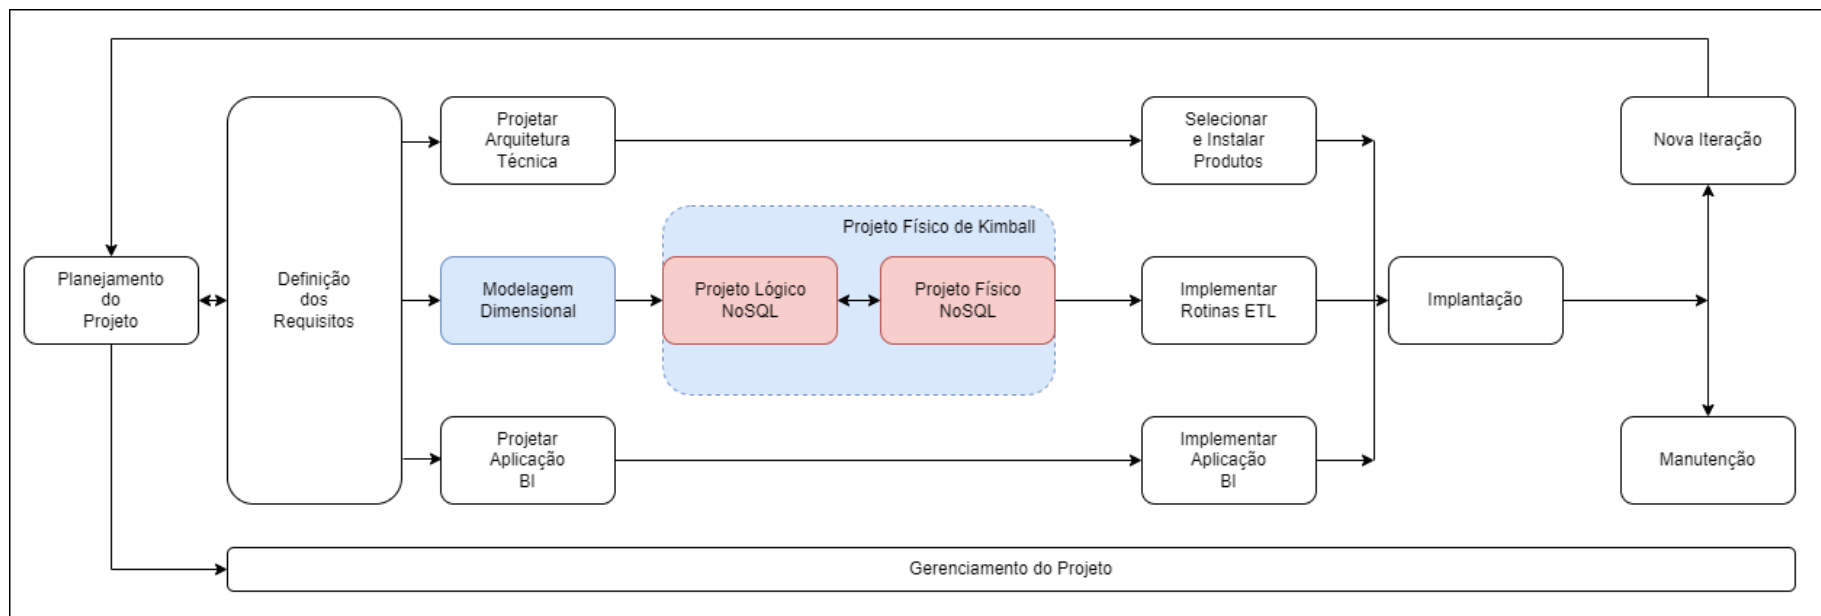 Projetar
Arquitetura
Técnica
Selecionar
e Instalar
Produtos
Nova Iteração
Projeto Físico de Kimball
Planejamento
do
Projeto
Definição
dos
Requisitos
Modelagem
Dimensional
Projeto Lógico
NoSQL
Projeto Físico
NoSQL
Implementar
Rotinas ETL
Implantação
Projetar
Aplicação
BI
Implementar
Aplicação
BI
Manutenção
Gerenciamento do Projeto